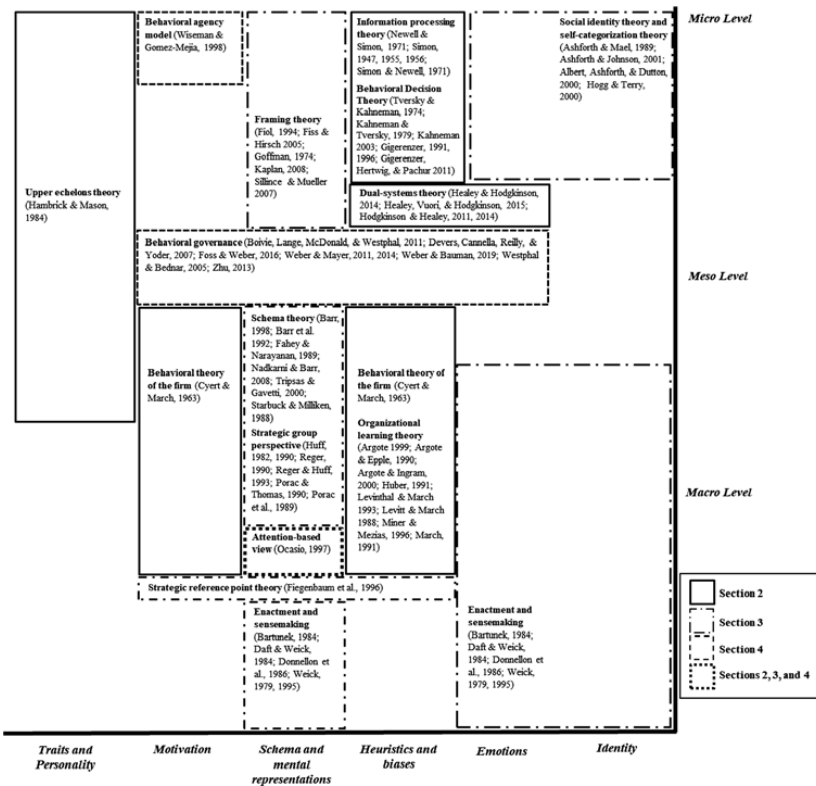 Behavioral agency
model (Wiseman &
Gomez-Mejia, 1998)
Information processing
theory (Newell &
Simon, 1971; Simon,
1947, 1955, 1956;
Simon & Newell, 1971)
Behavioral Decision
Theory (Tversky &
Kahneman, 1974;
Kahneman &
Tversky, 1979; Kahneman
2003; Gigerenzer, 1991,
1996; Gigerenzer,
Hertwig, & Pachur 2011)
Social identity theory and
self-categorization theory
(Ashforth & Mael, 1989;
Ashforth & Johnson, 2001;
Albert, Ashforth, & Dutton,
2000; Hogg & Terry,
2000)
Micro Level
Framing theory
(Fiol, 1994; Fiss &
Hirsch 2005;
Goffman, 1974;
Kaplan, 2008;
Sillince & Mueller
2007)
Upper echelons theory
(Hambrick & Mason,
1984)
Dual-systems theory (Healey & Hodgkinson,
2014; Healey, Vuori, & Hodgkinson, 2015;
Hodgkinson & Healey, 2011, 2014)
Behavioral governance (Boivie, Lange, McDonald, & Westphal, 2011; Devers, Cannella, Reilly, &
Yoder, 2007; Foss & Weber, 2016; Weber & Mayer, 2011, 2014; Weber & Bauman, 2019; Westphal
& Bednar, 2005; Zhu, 2013)
Meso Level
Behavioral theory
of the firm (Cyert &
March, 1963)
Schema theory (Barr,
1998; Barr et al.
1992; Fahey &
Narayanan, 1989;
Nadkarni & Barr,
2008; Tripsas &
Gavetti, 2000;
Starbuck & Milliken,
1988)
Strategic group
perspective (Huff,
1982, 1990; Reger,
1990; Reger & Huff,
1993; Porac &
Thomas, 1990; Porac
et al., 1989)
Attention-based
view (Ocasio, 1997)
Behavioral theory of
the firm (Cyert &
March, 1963)
Organizational
learning theory
(Argote 1999; Argote
& Epple, 1990;
Argote & Ingram,
2000; Huber, 1991;
Levinthal & March
1993; Levitt & March
1988; Miner &
Mezias, 1996; March,
1991)
Macro Level
Strategic reference point theory (Fiegenbaum et al., 1996)
Enactment and
sensemaking
(Bartunek, 1984;
Daft & Weick,
1984; Donnellon et
al., 1986; Weick,
1979, 1995)
Enactment and
sensemaking
(Bartunek, 1984;
Daft & Weick,
1984; Donnellon et
al., 1986; Weick,
1979, 1995)
Section 2
Section 3
Section 4
Sections 2, 3, and 4
Traits and
Personality
Motivation
Schema and
mental
representations
Heuristics and
biases
Emotions
Identity